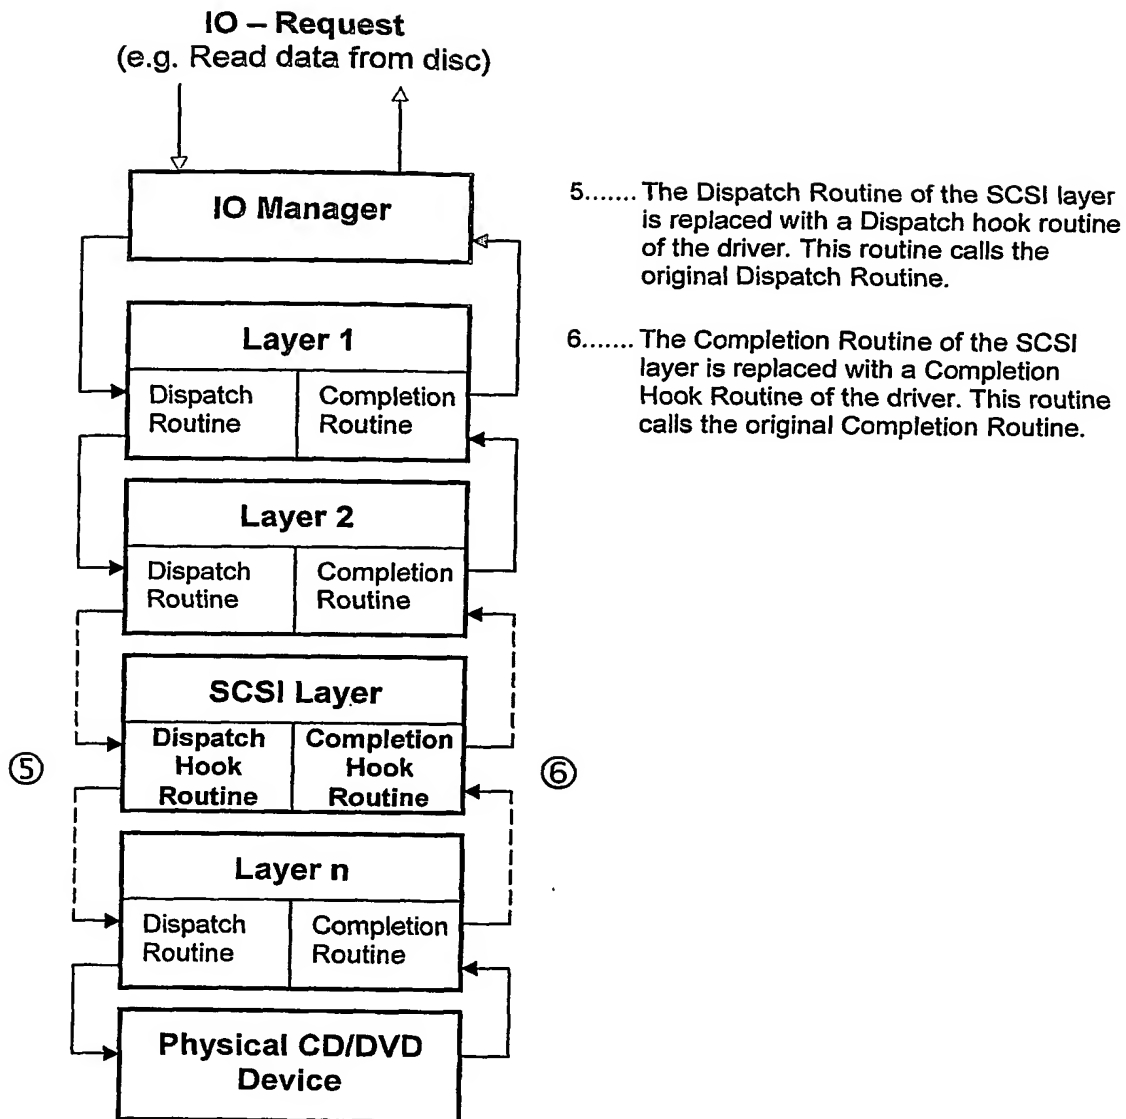 IO – Request
(e.g. Read data from disc)
IO Manager
5....... The Dispatch Routine of the SCSI layer
is replaced with a Dispatch hook routine
of the driver. This routine calls the
original Dispatch Routine.
6....... The Completion Routine of the SCSI
layer is replaced with a Completion
Hook Routine of the driver. This routine
calls the original Completion Routine.
Layer 1
Dispatch
Routine
Completion
Routine
Layer 2
Dispatch
Routine
Completion
Routine
SCSI Layer
Dispatch
Hook
Routine
Completion
Hook
Routine
⑤
⑥
Layer n
Dispatch
Routine
Completion
Routine
Physical CD/DVD
Device